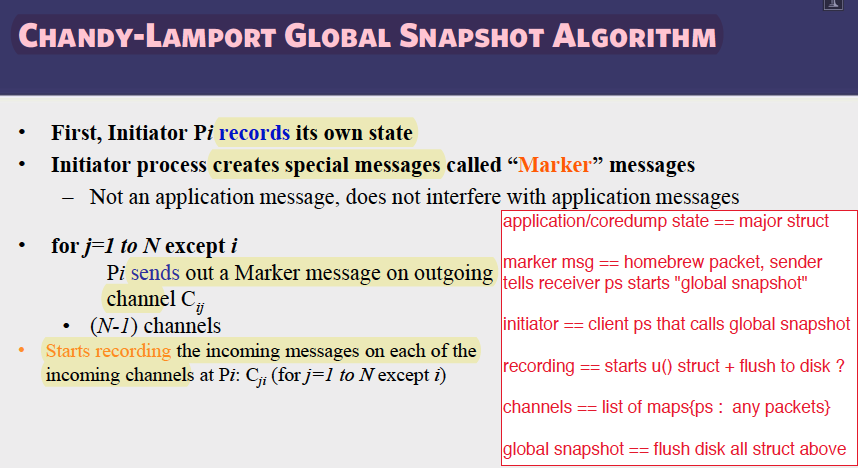 CHANDY-LAMPORT GLOBAL SNAPSHOT ALGORITHM
• First, Initiator Pi records its own state
• Initiator process creates special messages called “Marker” messages
– Not an application message, does not interfere with application messages
• for j=1 to N except i
Pi sends out a Marker message on outgoing
channel Cij
• (N-1) channels
• Starts recording the incoming messages on each of the
incoming channels at Pi: Cji (for j=1 to N except i)
application/coredump state == major struct
marker msg == homebrew packet, sender
tells receiver ps starts "global snapshot"
initiator == client ps that calls global snapshot
recording == starts u() struct + flush to disk ?
channels == list of maps{ps : any packets}
global snapshot == flush disk all struct above